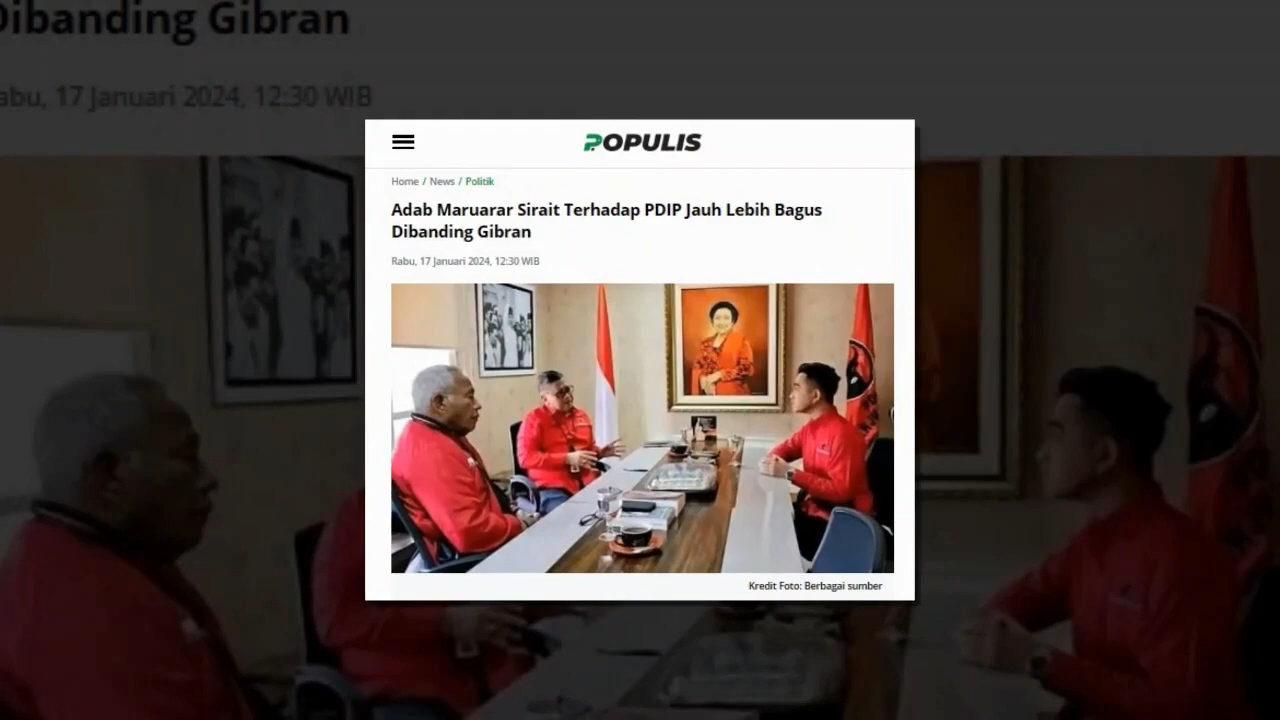 Dibanding Gibran
abu, 17 Januari 2024, 12:30 WIB
POPULIS
Home / News / Politik
Adab Maruarar Sirait Terhadap PDIP Jauh Lebih Bagus
Dibanding Gibran
Rabu, 17 Januari 2024, 12:30 WIB
Kredit Foto: Berbagai sumber